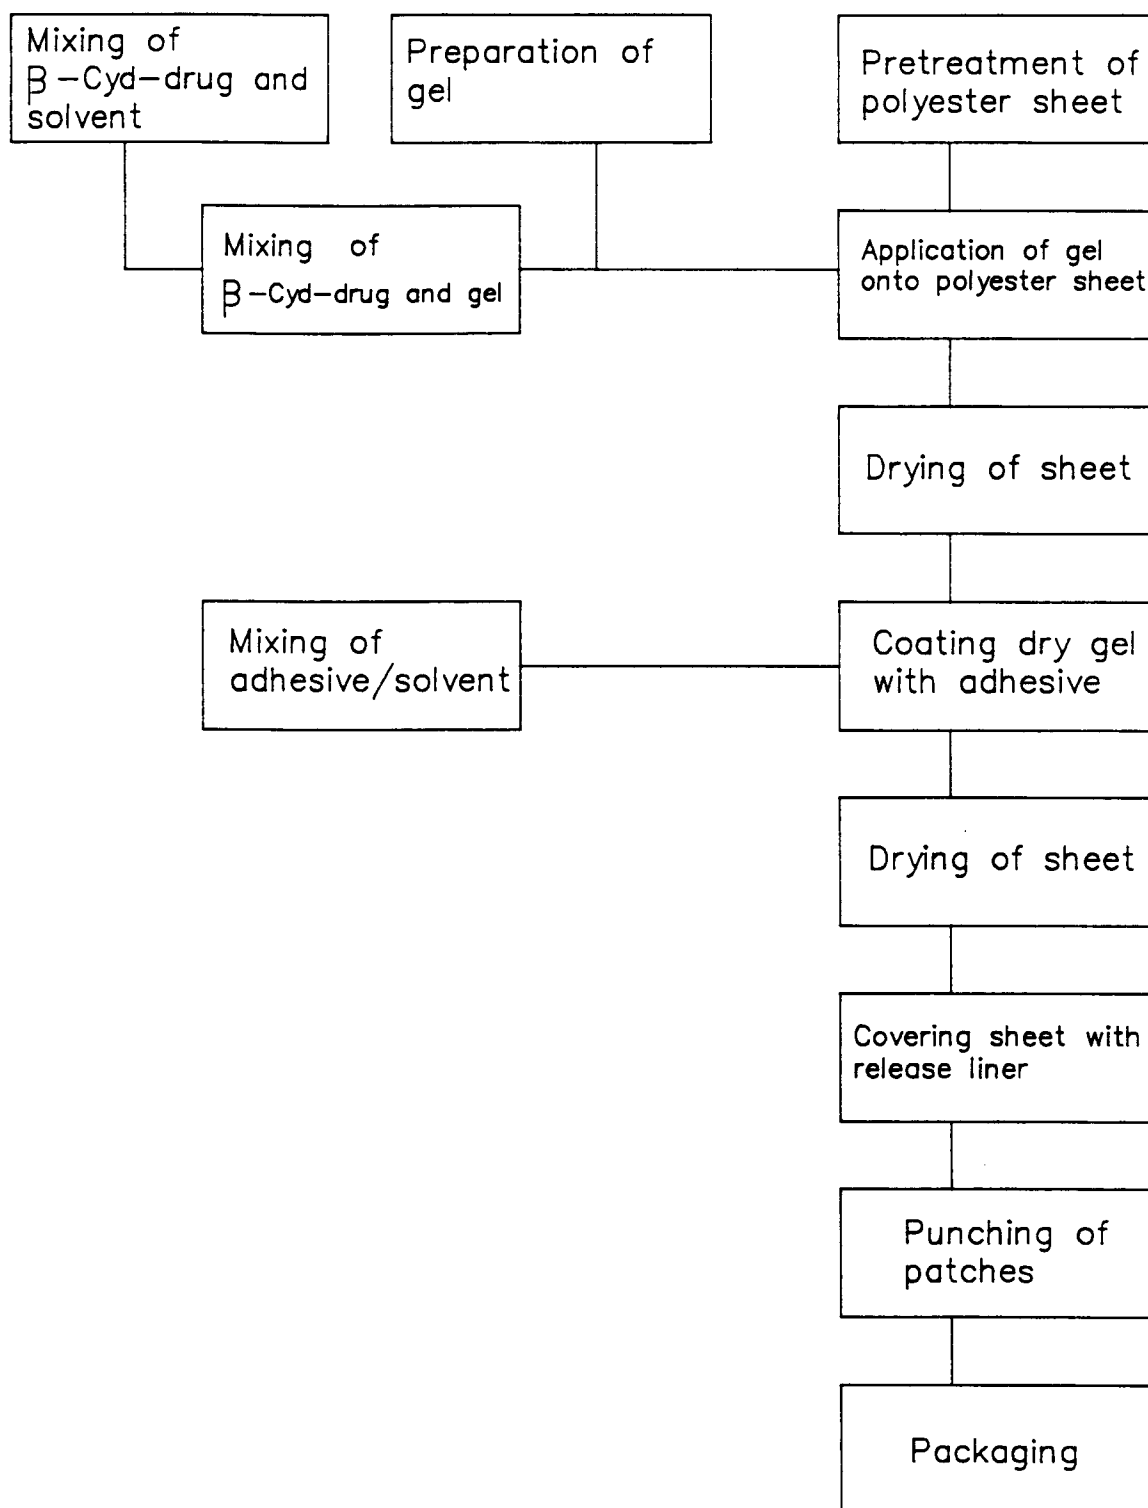 Mixing of
β-Cyd-drug and
solvent
Preparation of
gel
Pretreatment of
polyester sheet
Mixing of
β-Cyd-drug and gel
Application of gel
onto polyester sheet
Drying of sheet
Mixing of
adhesive/solvent
Coating dry gel
with adhesive
Drying of sheet
Covering sheet with
release liner
Punching of
patches
Packaging